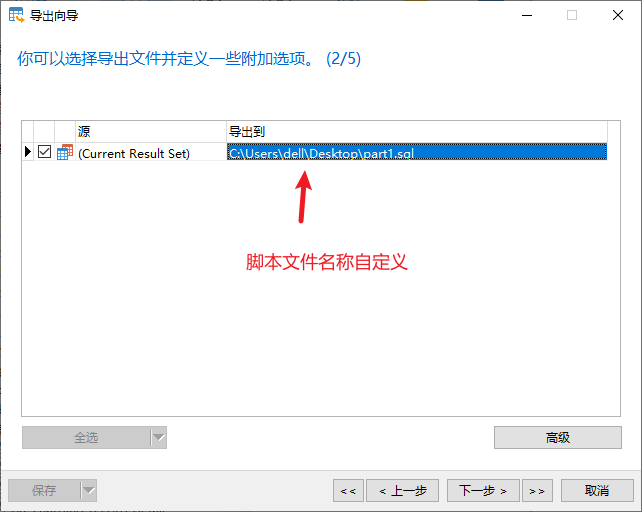 导出向导
你可以选择导出文件并定义一些附加选项。 (2/5)
源 导出到
(Current Result Set) C:\Users\dell\Desktop\part1.sql
脚本文件名称自定义
全选 高级
保存 << < 上一步 下一步 > >> 取消